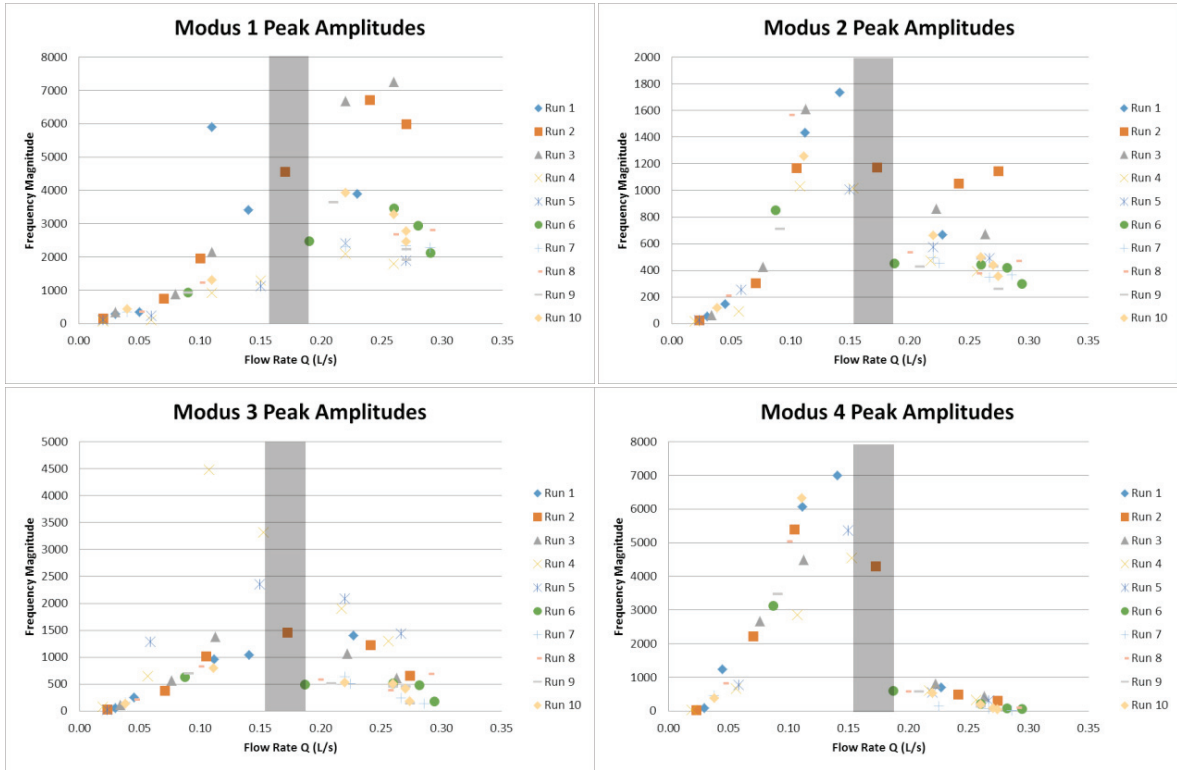 Modus 1 Peak Amplitudes
Frequency Magnitude
8000
7000
6000
5000
4000
3000
2000
1000
0
0.00 0.05 0.10 0.15 0.20 0.25 0.30 0.35
Flow Rate Q (L/s)
Run 1
Run 2
Run 3
Run 4
Run 5
Run 6
Run 7
Run 8
Run 9
Run 10
Modus 2 Peak Amplitudes
Frequency Magnitude
2000
1800
1600
1400
1200
1000
800
600
400
200
0
0.00 0.05 0.10 0.15 0.20 0.25 0.30 0.35
Flow Rate Q (L/s)
Run 1
Run 2
Run 3
Run 4
Run 5
Run 6
Run 7
Run 8
Run 9
Run 10
Modus 3 Peak Amplitudes
Frequency Magnitude
5000
4500
4000
3500
3000
2500
2000
1500
1000
500
0
0.00 0.05 0.10 0.15 0.20 0.25 0.30 0.35
Flow Rate Q (L/s)
Run 1
Run 2
Run 3
Run 4
Run 5
Run 6
Run 7
Run 8
Run 9
Run 10
Modus 4 Peak Amplitudes
Frequency Magnitude
8000
7000
6000
5000
4000
3000
2000
1000
0
0.00 0.05 0.10 0.15 0.20 0.25 0.30 0.35
Flow Rate Q (L/s)
Run 1
Run 2
Run 3
Run 4
Run 5
Run 6
Run 7
Run 8
Run 9
Run 10